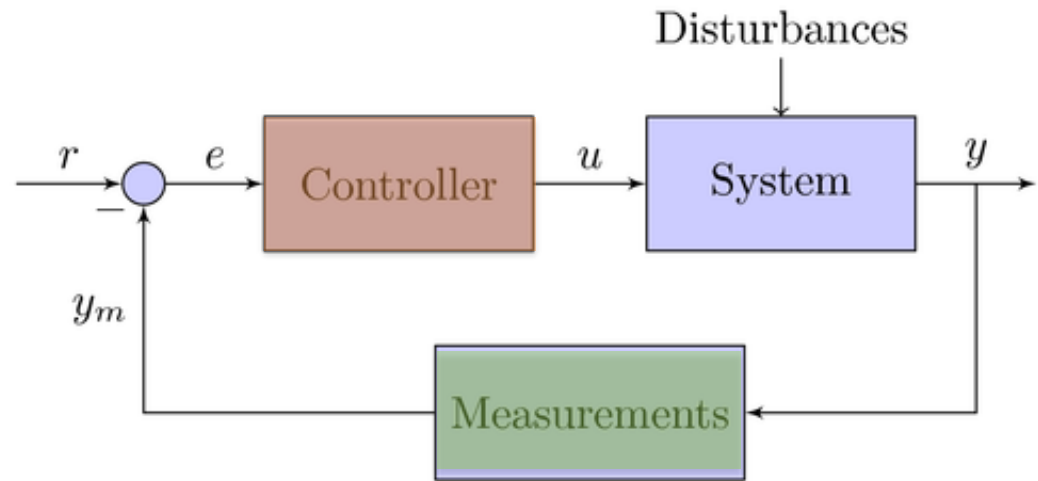 Disturbances
r
e
Controller
u
System
y
−
y_m
Measurements